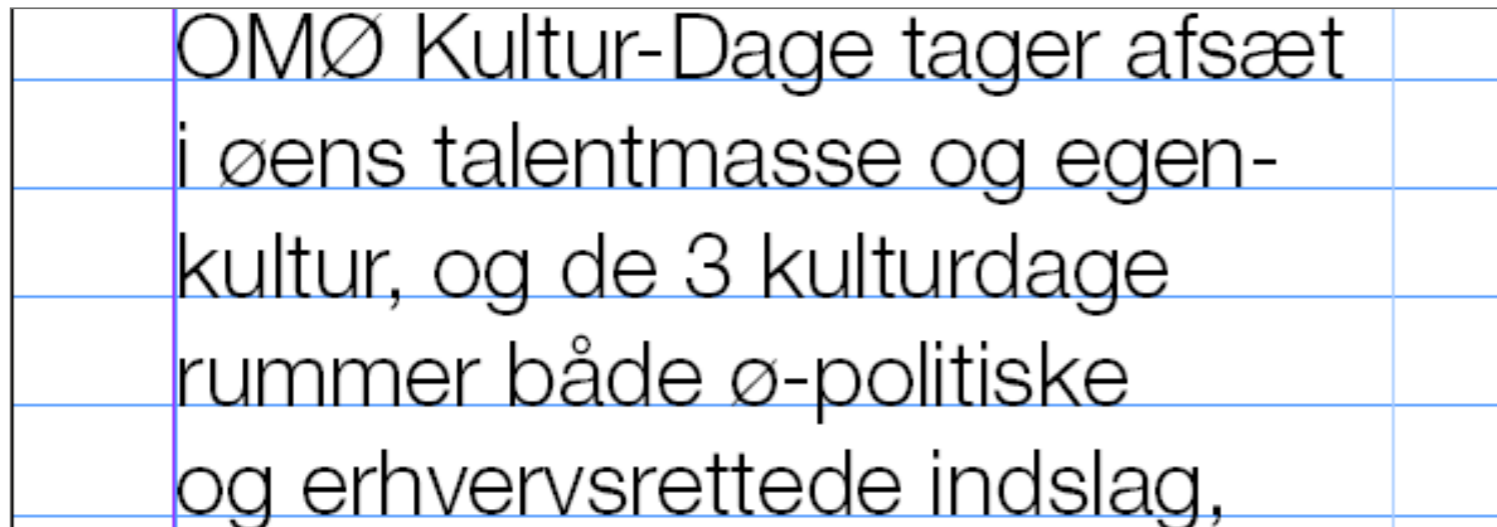 OMØ Kultur-Dage tager afsæt
i øens talentmasse og egen-
kultur, og de 3 kulturdage
rummer både ø-politiske
og erhvervsrettede indslag,